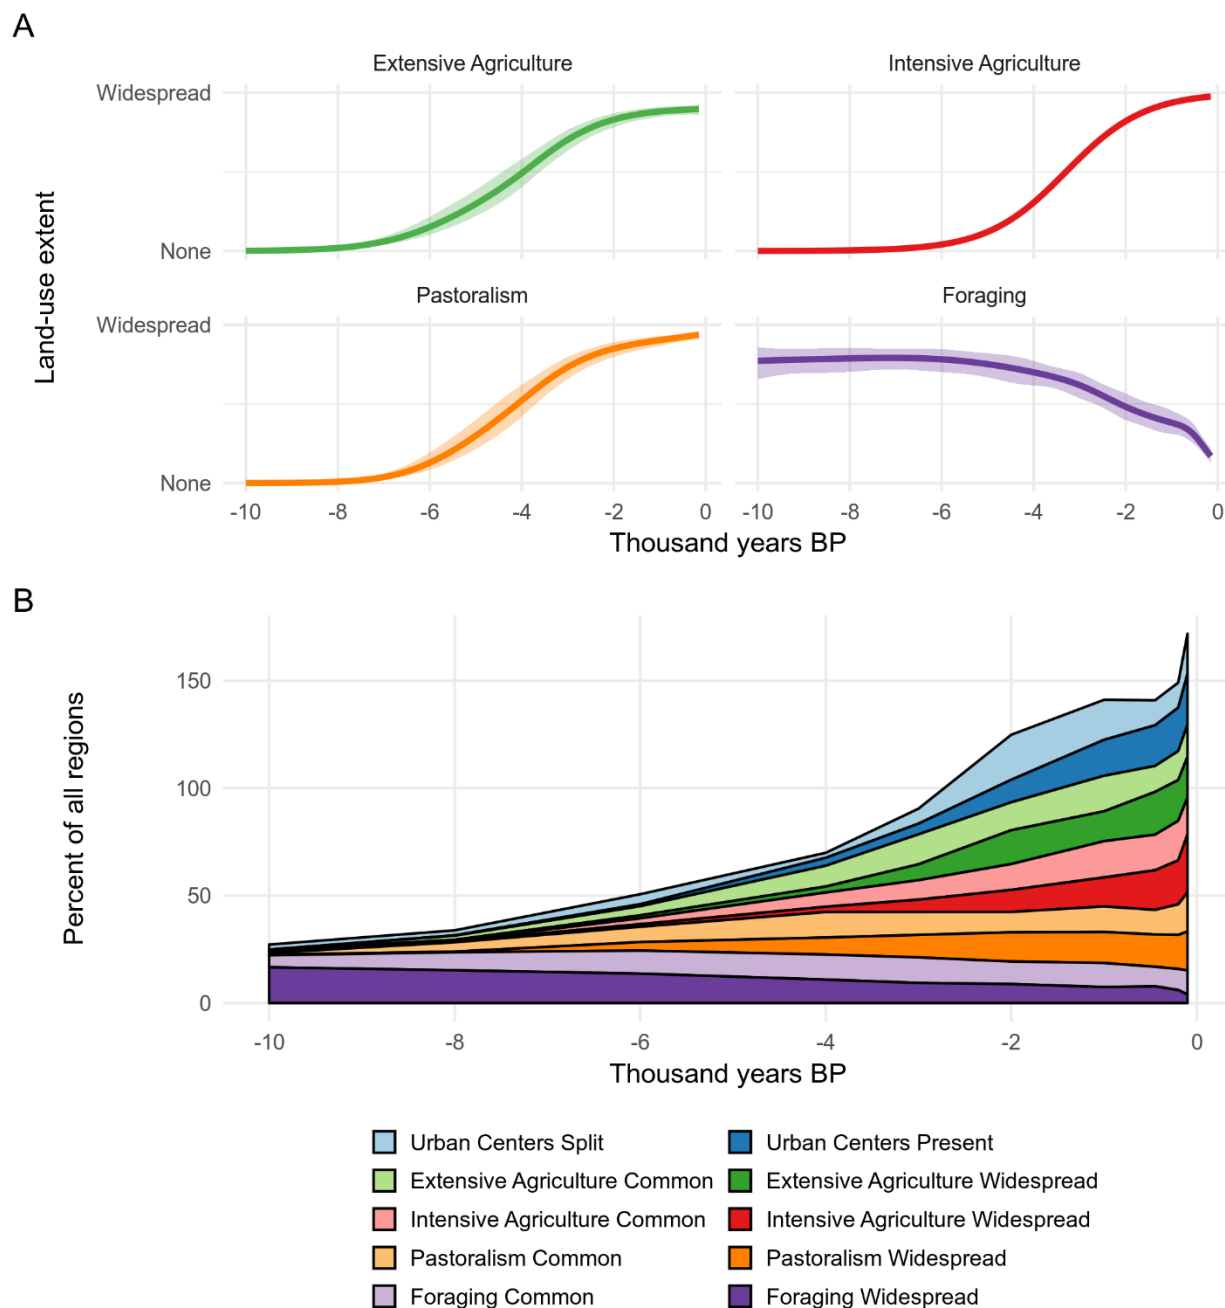 A
Extensive Agriculture
Intensive Agriculture
Widespread
None
Pastoralism
Foraging
Widespread
None
Land-use extent
-10 -8 -6 -4 -2 0
-10 -8 -6 -4 -2 0
Thousand years BP
B
150
100
50
0
Percent of all regions
-10 -8 -6 -4 -2 0
Thousand years BP
Urban Centers Split
Urban Centers Present
Extensive Agriculture Common
Extensive Agriculture Widespread
Intensive Agriculture Common
Intensive Agriculture Widespread
Pastoralism Common
Pastoralism Widespread
Foraging Common
Foraging Widespread